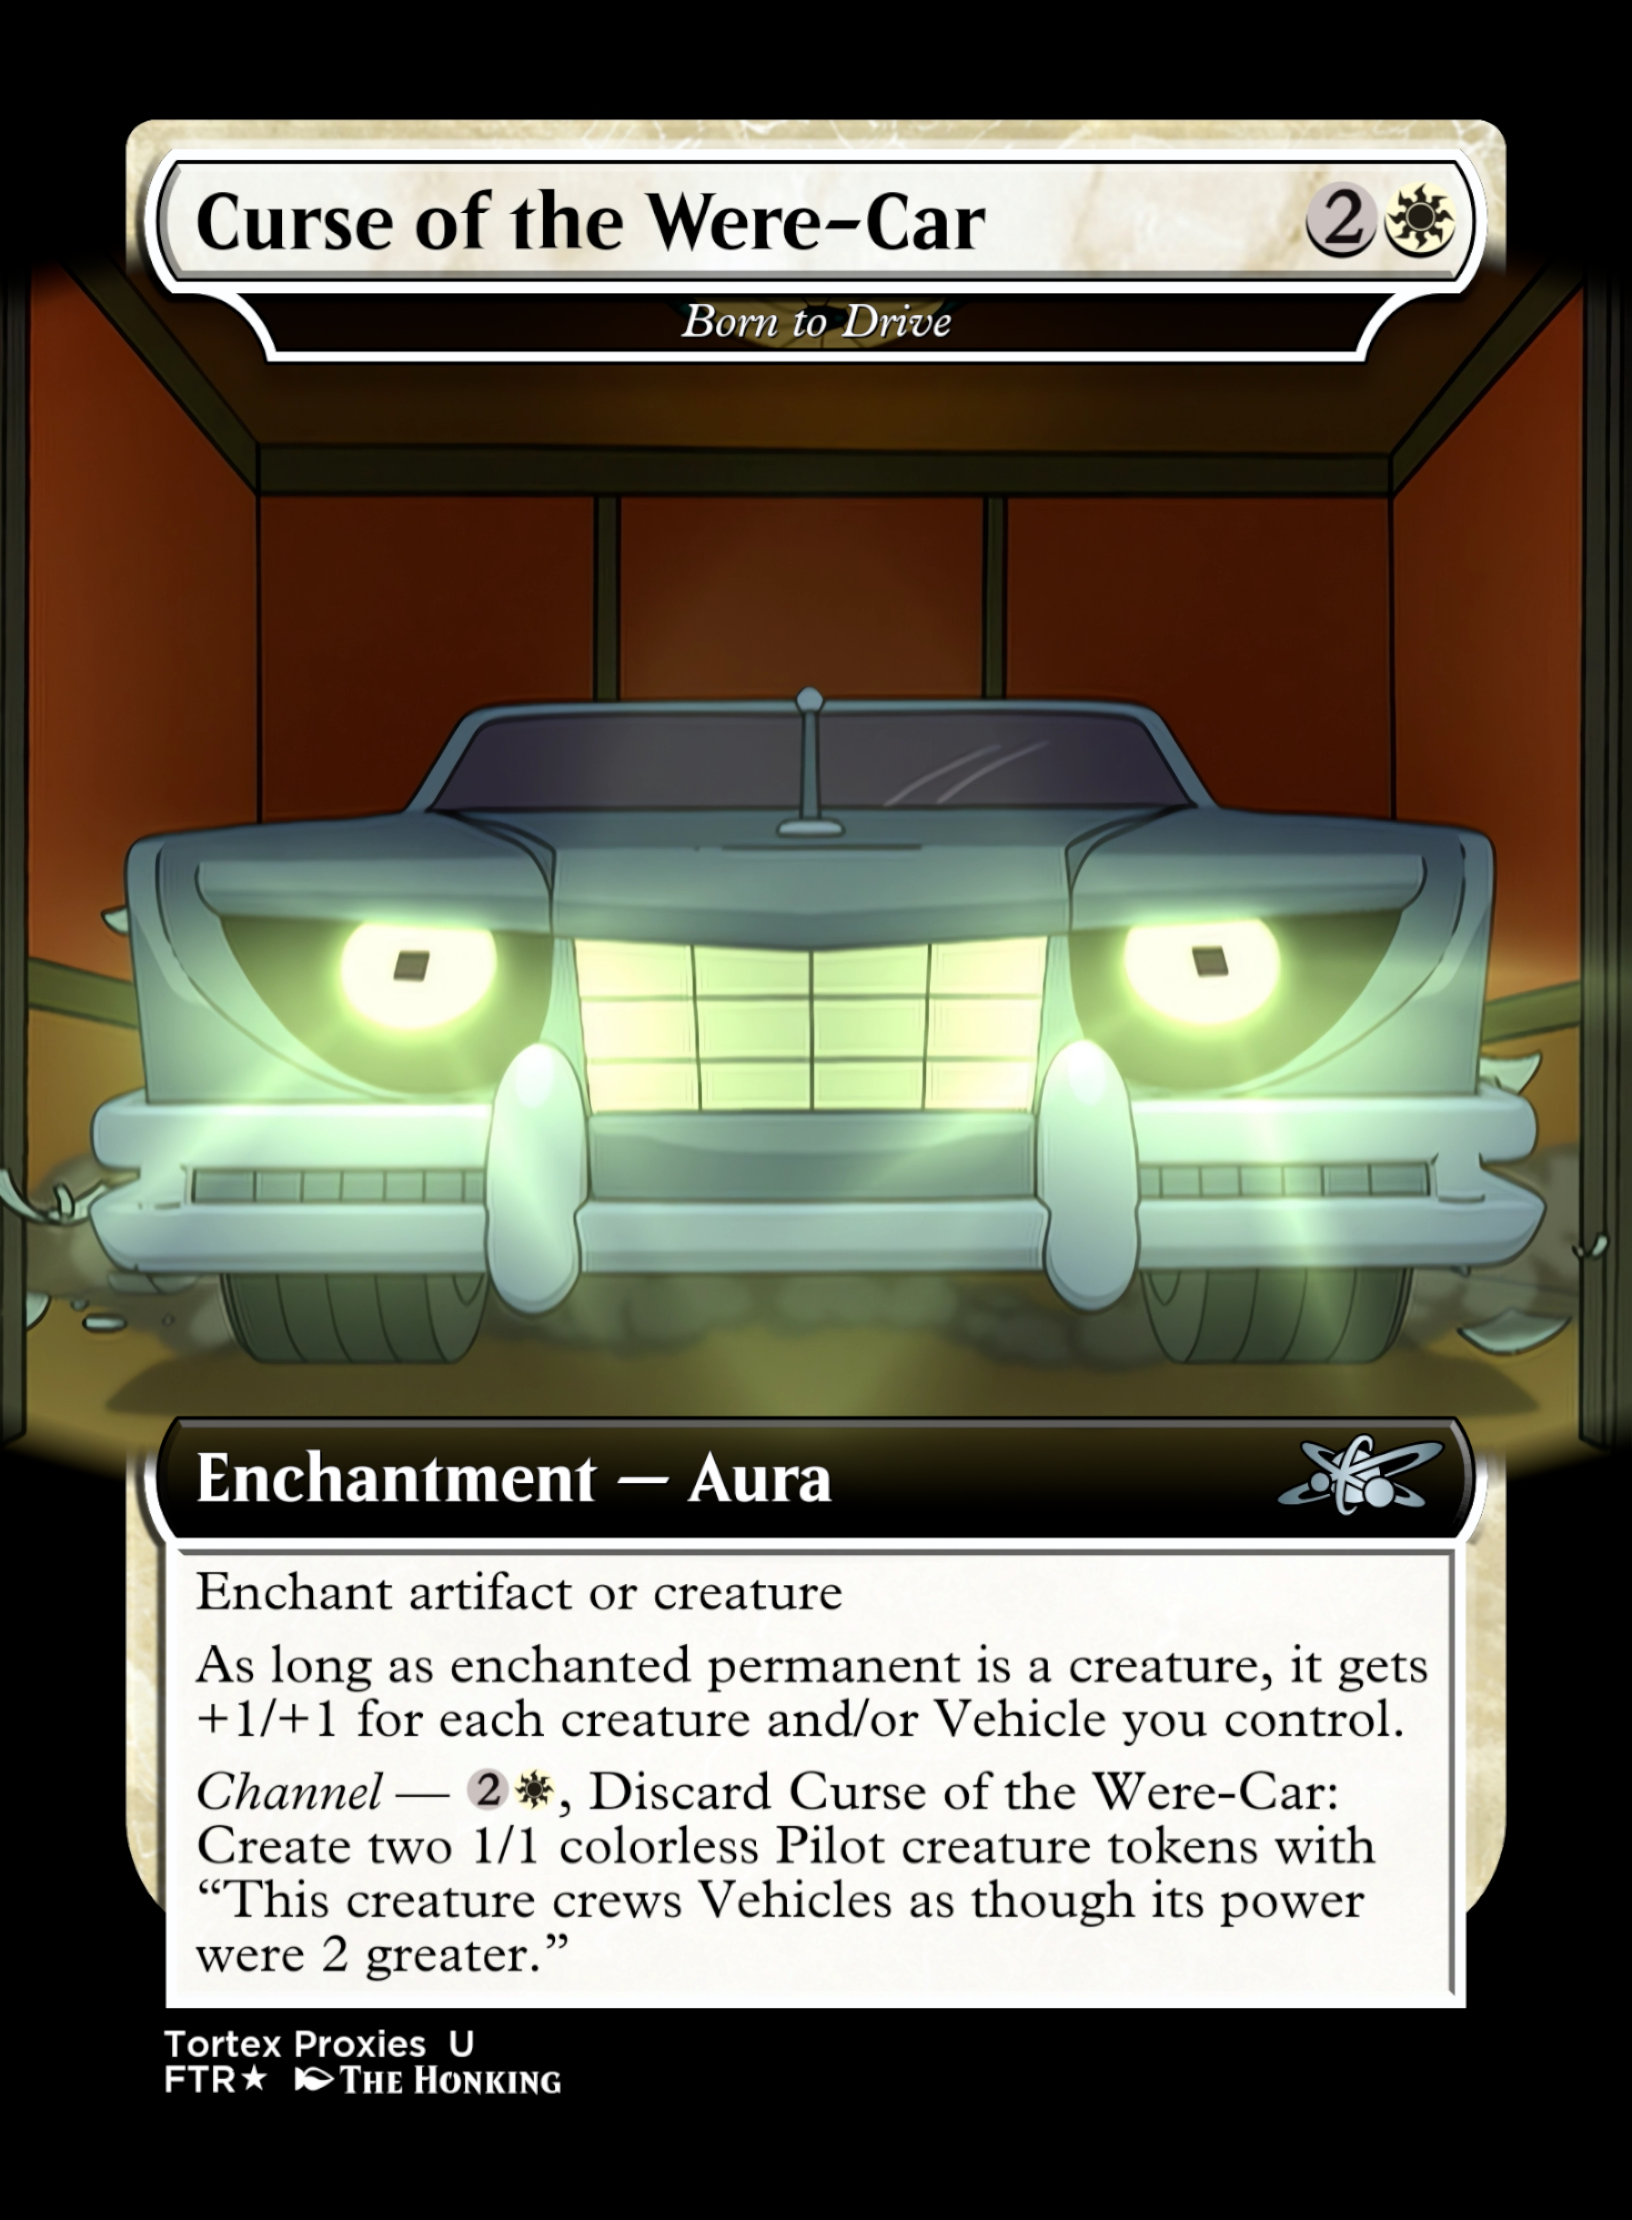 Curse of the Were-Car 2
Born to Drive
Enchantment — Aura
Enchant artifact or creature
As long as enchanted permanent is a creature, it gets
+1/+1 for each creature and/or Vehicle you control.
Channel — 2, Discard Curse of the Were-Car:
Create two 1/1 colorless Pilot creature tokens with
“This creature crews Vehicles as though its power
were 2 greater.”
Tortex Proxies U
FTR★ The Honking